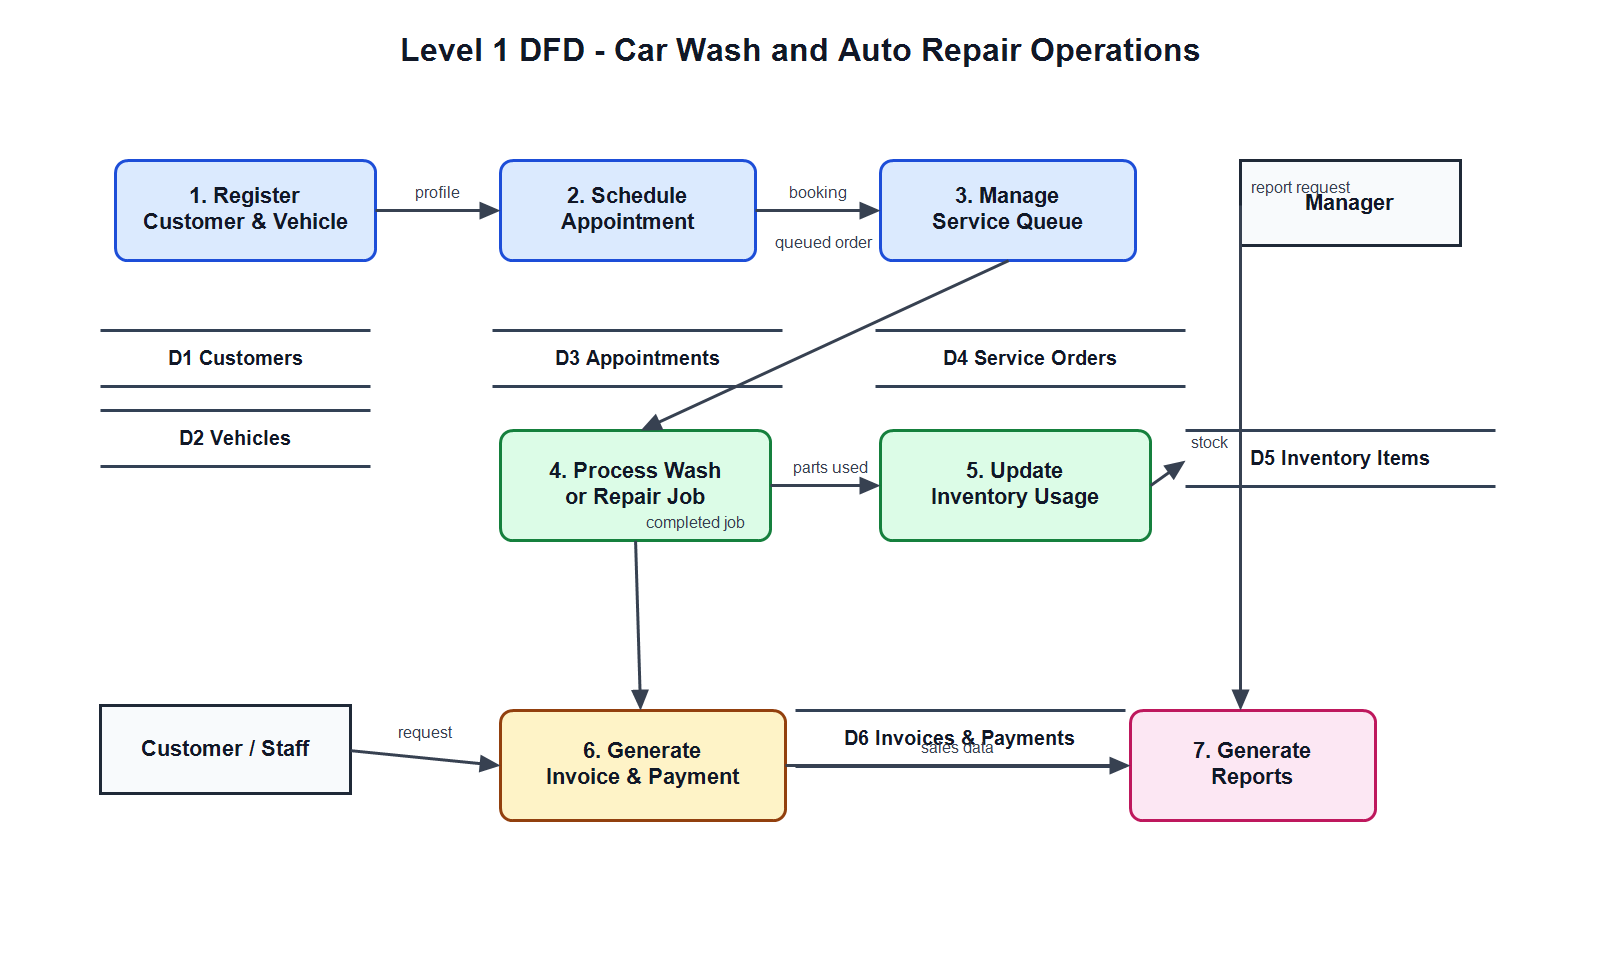 Level 1 DFD - Car Wash and Auto Repair Operations
1. Register
Customer & Vehicle
profile
2. Schedule
Appointment
booking
queued order
3. Manage
Service Queue
report request
Manager
D1 Customers
D3 Appointments
D4 Service Orders
D2 Vehicles
4. Process Wash
or Repair Job
completed job
parts used
5. Update
Inventory Usage
stock
D5 Inventory Items
Customer / Staff
request
6. Generate
Invoice & Payment
D6 Invoices & Payments
sales data
7. Generate
Reports